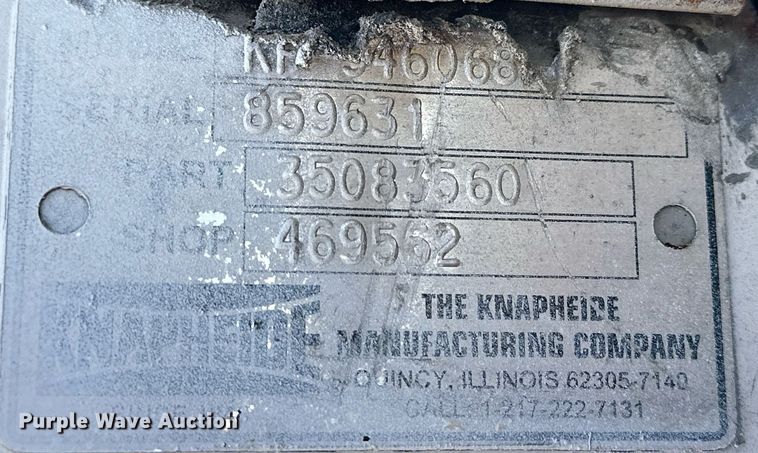 946068
SERIAL 859631
PART 35083560
SHOP 469562
KNAPHEIDE THE KNAPHEIDE
MANUFACTURING COMPANY
QUINCY, ILLINOIS 62305-7140
CALL 1-217-222-7131
Purple Wave Auction